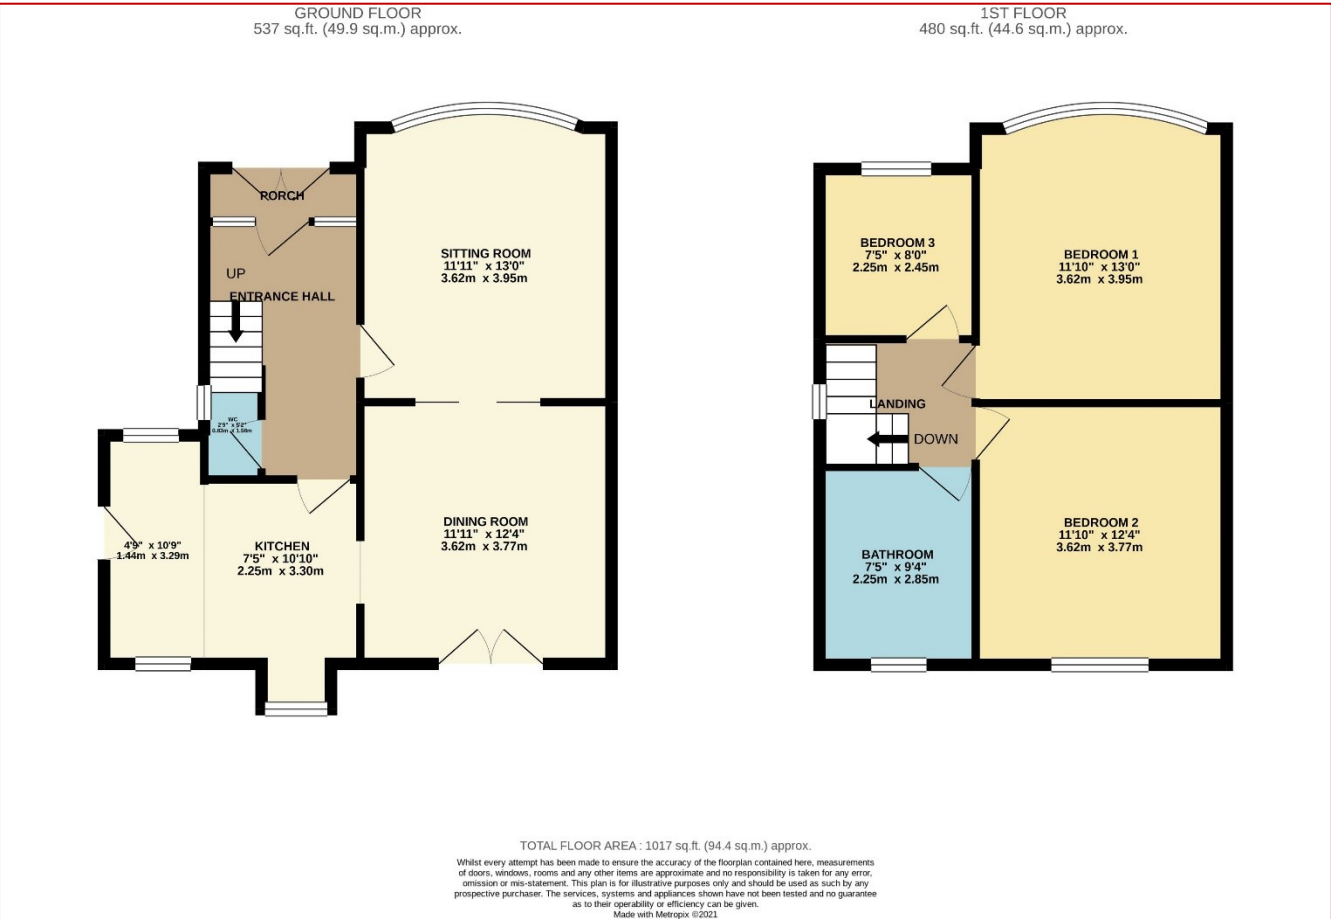 GROUND FLOOR
537 sq.ft. (49.9 sq.m.) approx.
1ST FLOOR
480 sq.ft. (44.6 sq.m.) approx.
PORCH
UP
ENTRANCE HALL
SITTING ROOM
11'11" x 13'0"
3.62m x 3.95m
WC
2'9" x 5'2"
0.83m x 1.58m
4'9" x 10'9"
1.44m x 3.29m
KITCHEN
7'5" x 10'10"
2.25m x 3.30m
DINING ROOM
11'11" x 12'4"
3.62m x 3.77m
BEDROOM 3
7'5" x 8'0"
2.25m x 2.45m
BEDROOM 1
11'10" x 13'0"
3.62m x 3.95m
LANDING
DOWN
BATHROOM
7'5" x 9'4"
2.25m x 2.85m
BEDROOM 2
11'10" x 12'4"
3.62m x 3.77m
TOTAL FLOOR AREA : 1017 sq.ft. (94.4 sq.m.) approx.
Whilst every attempt has been made to ensure the accuracy of the floorplan contained here, measurements
of doors, windows, rooms and any other items are approximate and no responsibility is taken for any error,
omission or mis-statement. This plan is for illustrative purposes only and should be used as such by any
prospective purchaser. The services, systems and appliances shown have not been tested and no guarantee
as to their operability or efficiency can be given.
Made with Metropix ©2021